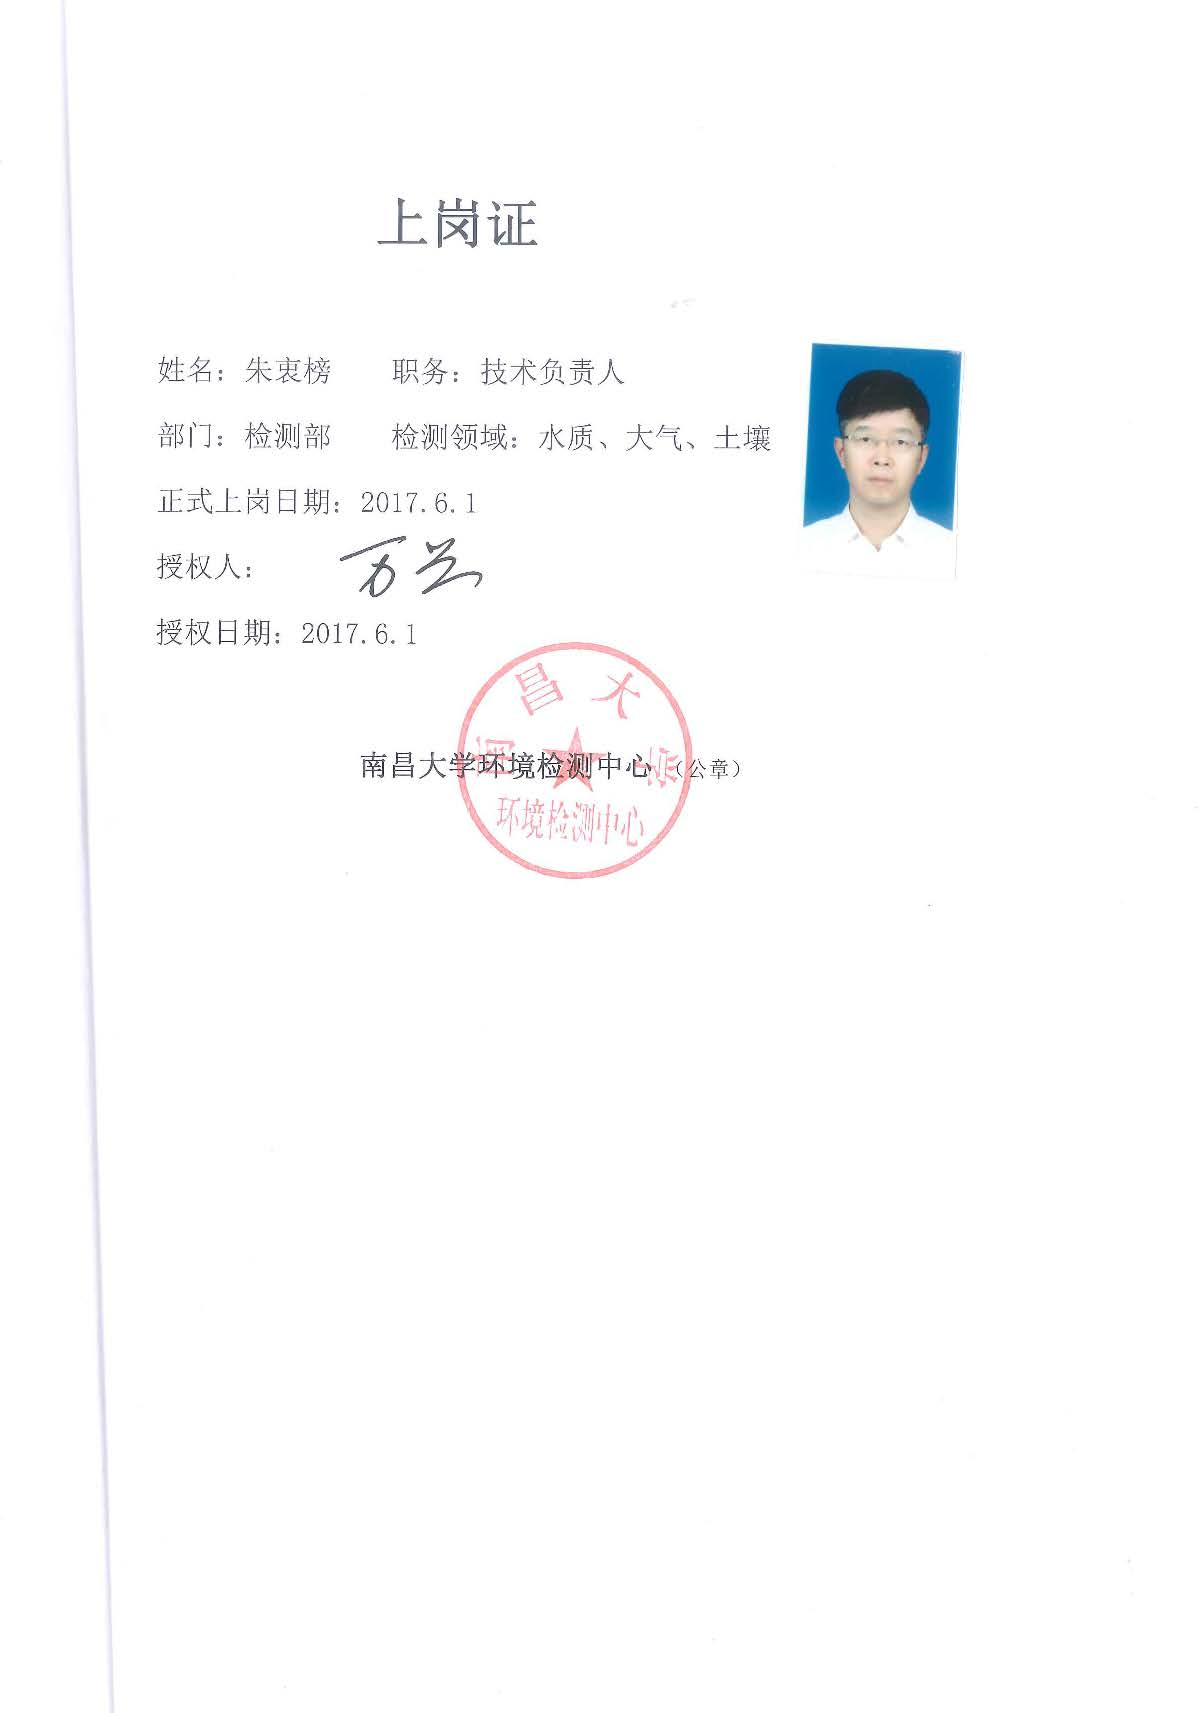 上岗证
姓名：朱衷榜 职务：技术负责人
部门：检测部 检测领域：水质、大气、土壤
正式上岗日期：2017.6.1
授权人：
授权日期：2017.6.1
南昌大学环境检测中心（公章）
南昌大学
环境检测中心